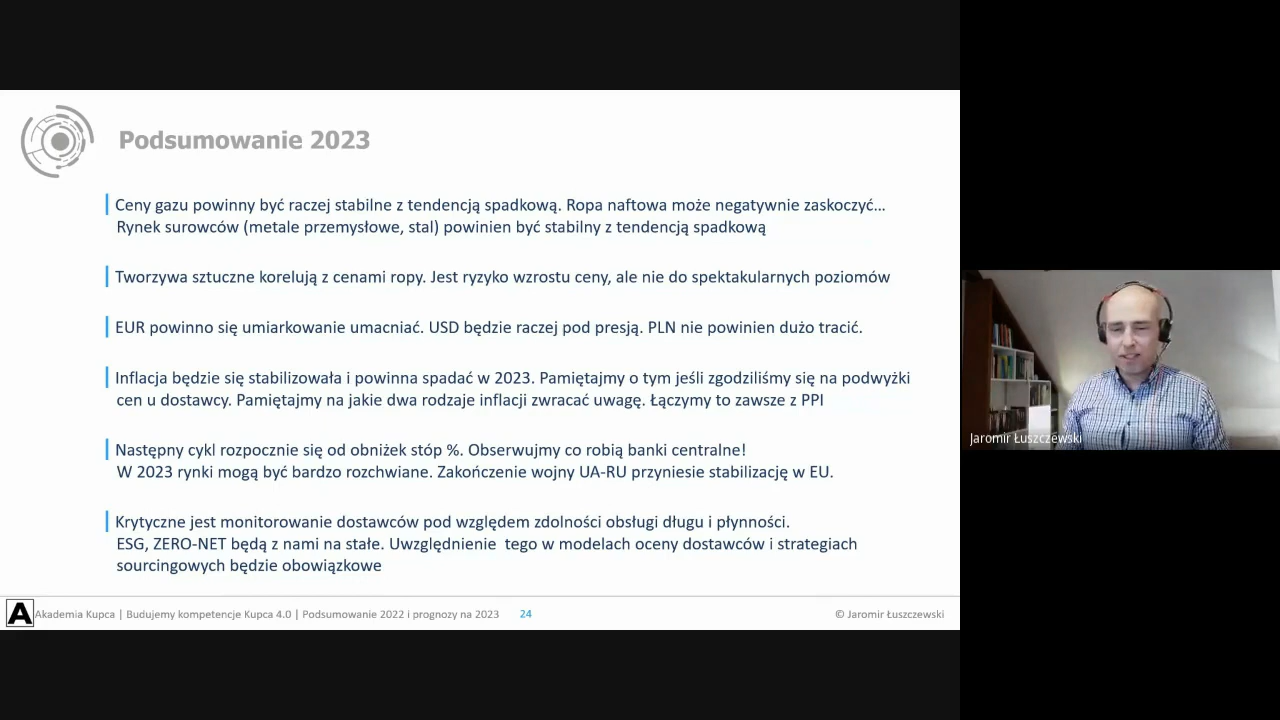 Podsumowanie 2023
Ceny gazu powinny być raczej stabilne z tendencją spadkową. Ropa naftowa może negatywnie zaskoczyć...
Rynek surowców (metale przemysłowe, stal) powinien być stabilny z tendencją spadkową
Tworzywa sztuczne korelują z cenami ropy. Jest ryzyko wzrostu ceny, ale nie do spektakularnych poziomów
EUR powinno się umiarkowanie umacniać. USD będzie raczej pod presją. PLN nie powinien dużo tracić.
Inflacja będzie się stabilizowała i powinna spadać w 2023. Pamiętajmy o tym jeśli zgodziliśmy się na podwyżki
cen u dostawcy. Pamiętajmy na jakie dwa rodzaje inflacji zwracać uwagę. Łączymy to zawsze z PPI
Następny cykl rozpocznie się od obniżek stóp %. Obserwujmy co robią banki centralne!
W 2023 rynki mogą być bardzo rozchwiane. Zakończenie wojny UA-RU przyniesie stabilizację w EU.
Krytyczne jest monitorowanie dostawców pod względem zdolności obsługi długu i płynności.
ESG, ZERO-NET będą z nami na stałe. Uwzględnienie tego w modelach oceny dostawców i strategiach
sourcingowych będzie obowiązkowe
A Akademia Kupca | Budujemy kompetencje Kupca 4.0 | Podsumowanie 2022 i prognozy na 2023 24 © Jaromir Łuszczewski
Jaromir Łuszczewski